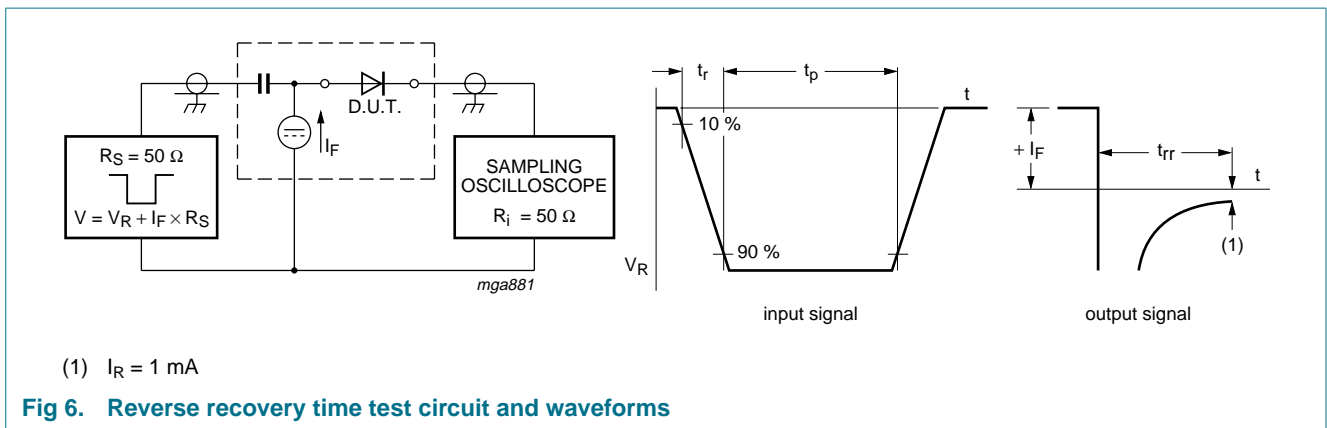 D.U.T.
I_F
R_S = 50 Ω
V = V_R + I_F × R_S
SAMPLING
OSCILLOSCOPE
R_i = 50 Ω
mga881
t_r
t_p
t
10 %
90 %
V_R
input signal
+ I_F
t_rr
t
(1)
output signal
(1) I_R = 1 mA
Fig 6. Reverse recovery time test circuit and waveforms